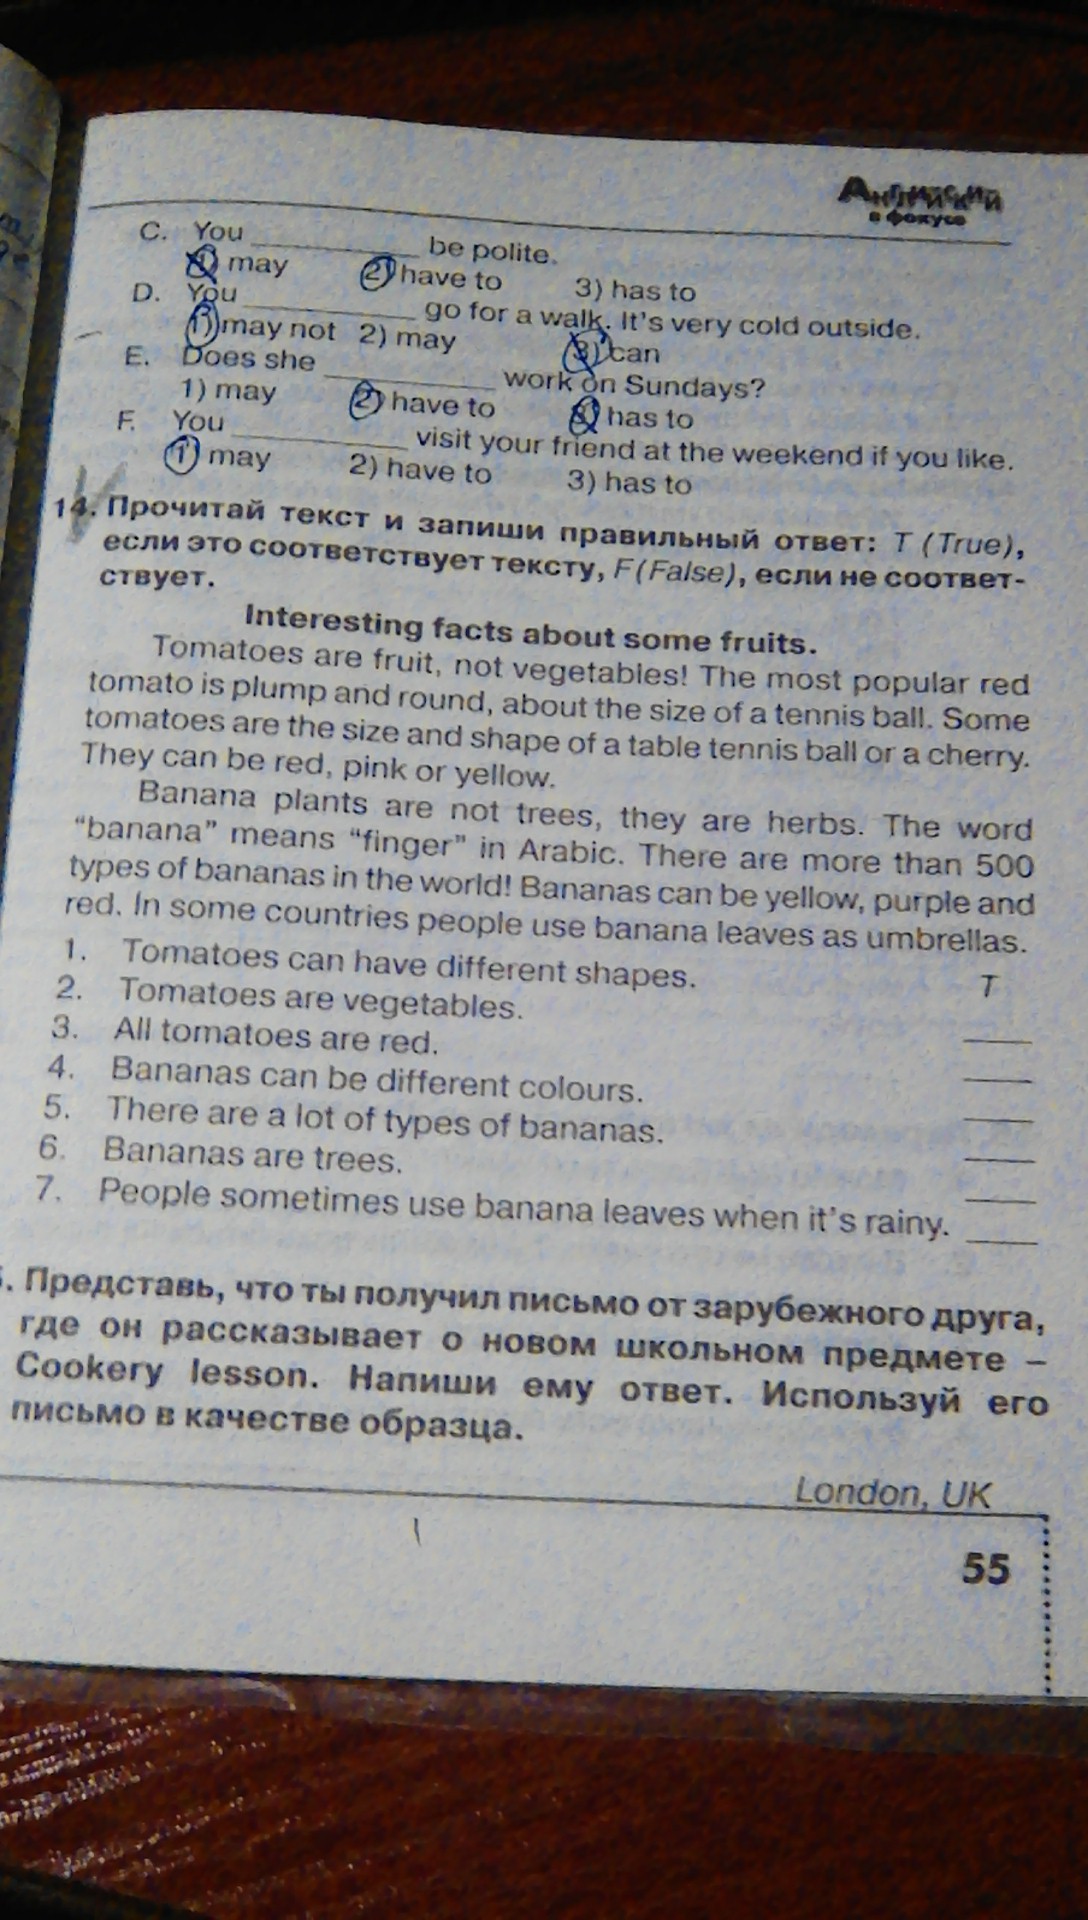 Английский
в фокусе
C. You ________ be polite.
1) may 2) have to 3) has to
D. You ________ go for a walk. It's very cold outside.
1) may not 2) may 3) can
E. Does she ________ work on Sundays?
1) may 2) have to 3) has to
F. You ________ visit your friend at the weekend if you like.
1) may 2) have to 3) has to
14. Прочитай текст и запиши правильный ответ: T (True),
если это соответствует тексту, F (False), если не соответ-
ствует.
Interesting facts about some fruits.
Tomatoes are fruit, not vegetables! The most popular red
tomato is plump and round, about the size of a tennis ball. Some
tomatoes are the size and shape of a table tennis ball or a cherry.
They can be red, pink or yellow.
Banana plants are not trees, they are herbs. The word
“banana” means “finger” in Arabic. There are more than 500
types of bananas in the world! Bananas can be yellow, purple and
red. In some countries people use banana leaves as umbrellas.
1. Tomatoes can have different shapes. T
2. Tomatoes are vegetables. ___
3. All tomatoes are red. ___
4. Bananas can be different colours. ___
5. There are a lot of types of bananas. ___
6. Bananas are trees. ___
7. People sometimes use banana leaves when it's rainy. ___
. Представь, что ты получил письмо от зарубежного друга,
где он рассказывает о новом школьном предмете –
Cookery lesson. Напиши ему ответ. Используй его
письмо в качестве образца.
London, UK
55